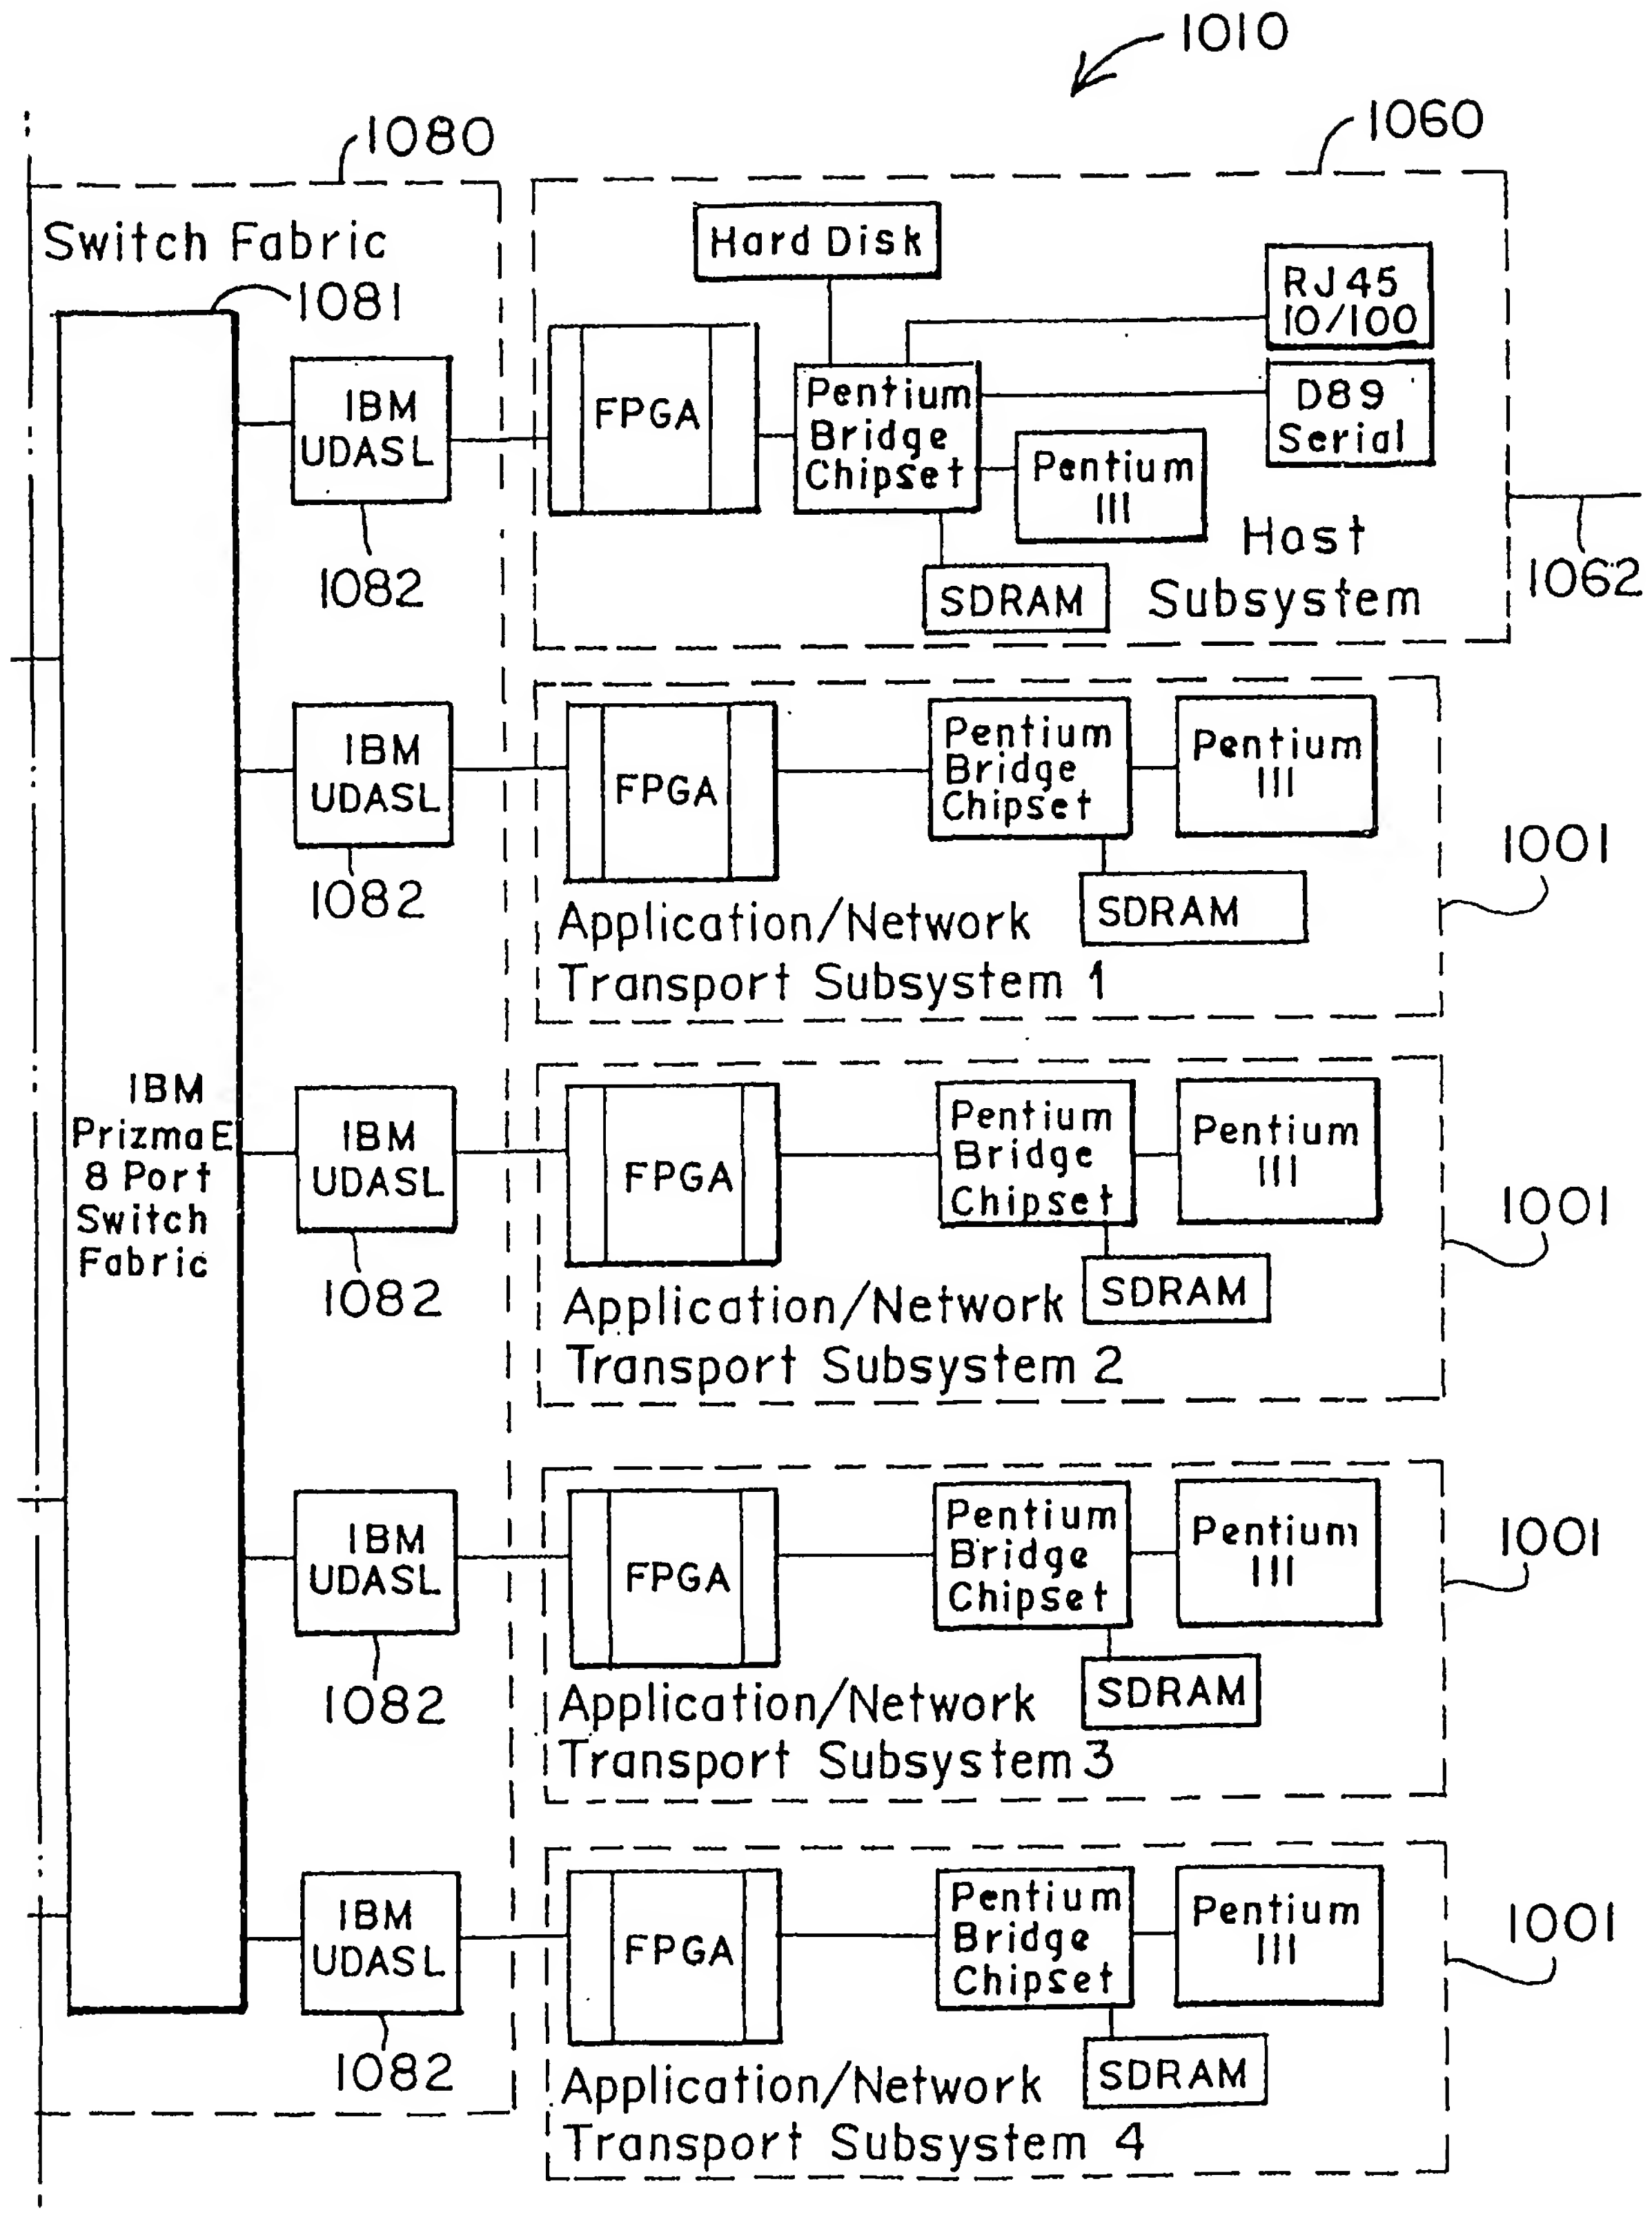 1010
1080
1060
Switch Fabric
1081
Hard Disk
RJ45
10/100
IBM
UDASL
FPGA
Pentium
Bridge
Chipset
D89
Serial
Pentium
III
Host
Subsystem
SDRAM
1082
1062
IBM
UDASL
FPGA
Pentium
Bridge
Chipset
Pentium
III
1001
1082
SDRAM
Application/Network
Transport Subsystem 1
IBM
PrizmaE
8 Port
Switch
Fabric
IBM
UDASL
FPGA
Pentium
Bridge
Chipset
Pentium
III
1001
1082
SDRAM
Application/Network
Transport Subsystem 2
IBM
UDASL
FPGA
Pentium
Bridge
Chipset
Pentium
III
1001
1082
SDRAM
Application/Network
Transport Subsystem 3
IBM
UDASL
FPGA
Pentium
Bridge
Chipset
Pentium
III
1001
1082
SDRAM
Application/Network
Transport Subsystem 4